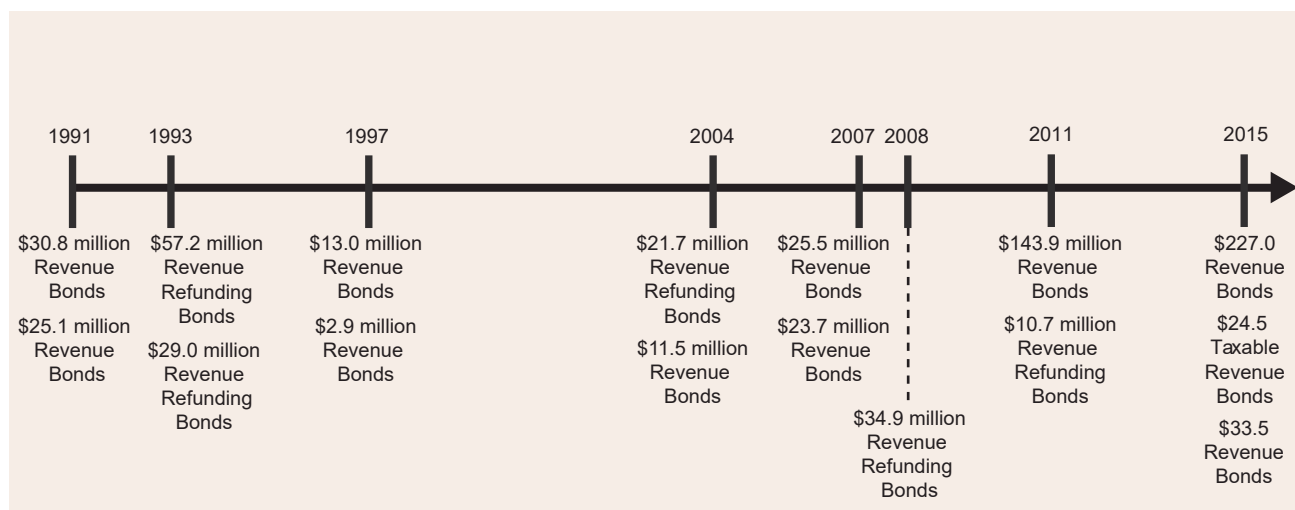 1991
1993
1997
2004
2007
2008
2011
2015
$30.8 million
Revenue
Bonds
$25.1 million
Revenue
Bonds
$57.2 million
Revenue
Refunding
Bonds
$29.0 million
Revenue
Refunding
Bonds
$13.0 million
Revenue
Bonds
$2.9 million
Revenue
Bonds
$21.7 million
Revenue
Refunding
Bonds
$11.5 million
Revenue
Bonds
$25.5 million
Revenue
Bonds
$23.7 million
Revenue
Bonds
$34.9 million
Revenue
Refunding
Bonds
$143.9 million
Revenue
Bonds
$10.7 million
Revenue
Refunding
Bonds
$227.0
Revenue
Bonds
$24.5
Taxable
Revenue
Bonds
$33.5
Revenue
Bonds